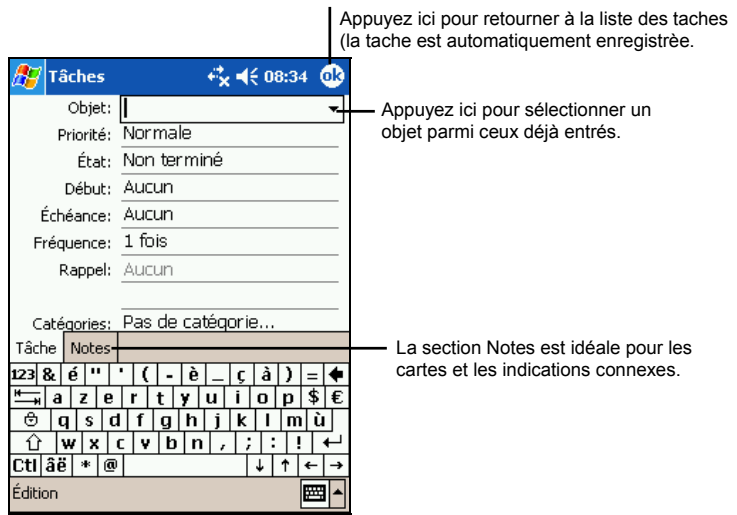 Appuyez ici pour retourner à la liste des taches
(la tache est automatiquement enregistrèe.
Tâches 08:34 ok
Objet:
Appuyez ici pour sélectionner un
objet parmi ceux déjà entrés.
Priorité: Normale
État: Non terminé
Début: Aucun
Échéance: Aucun
Fréquence: 1 fois
Rappel: Aucun
Catégories: Pas de catégorie...
Tâche Notes
La section Notes est idéale pour les
cartes et les indications connexes.
123 & é " ' ( - è _ ç à ) =
a z e r t y u i o p $ €
q s d f g h j k l m ù
w x c v b n , ; : !
Ctl âë * @ ↓ ↑ ← →
Édition